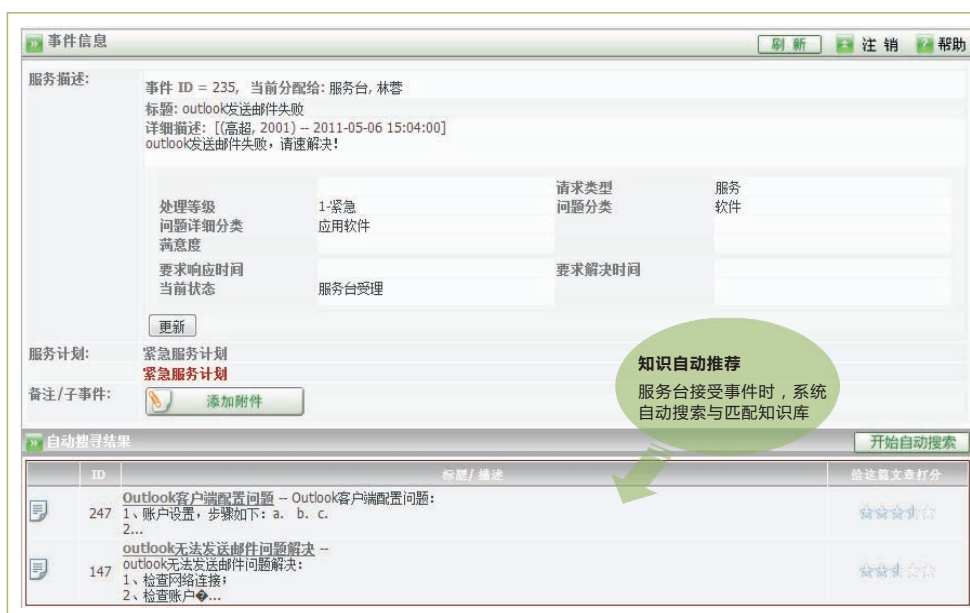 事件信息
刷 新 注 销 帮助
服务描述:
事件 ID = 235, 当前分配给: 服务台, 林蓉
标题: outlook发送邮件失败
详细描述: [(高超, 2001) -- 2011-05-06 15:04:00]
outlook发送邮件失败，请速解决!
请求类型 服务
处理等级 1-紧急 问题分类 软件
问题详细分类 应用软件
满意度
要求响应时间 要求解决时间
当前状态 服务台受理
更新
服务计划: 紧急服务计划
紧急服务计划
备注/子事件: 添加附件
知识自动推荐
服务台接受事件时，系统
自动搜索与匹配知识库
自动搜寻结果 开始自动搜索
ID 标题/ 描述 给这篇文章打分
Outlook客户端配置问题 -- Outlook客户端配置问题:
247 1、账户设置，步骤如下: a. b. c.
2...
outlook无法发送邮件问题解决 --
outlook无法发送邮件问题解决:
147 1、检查网络连接;
2、检查账户�...